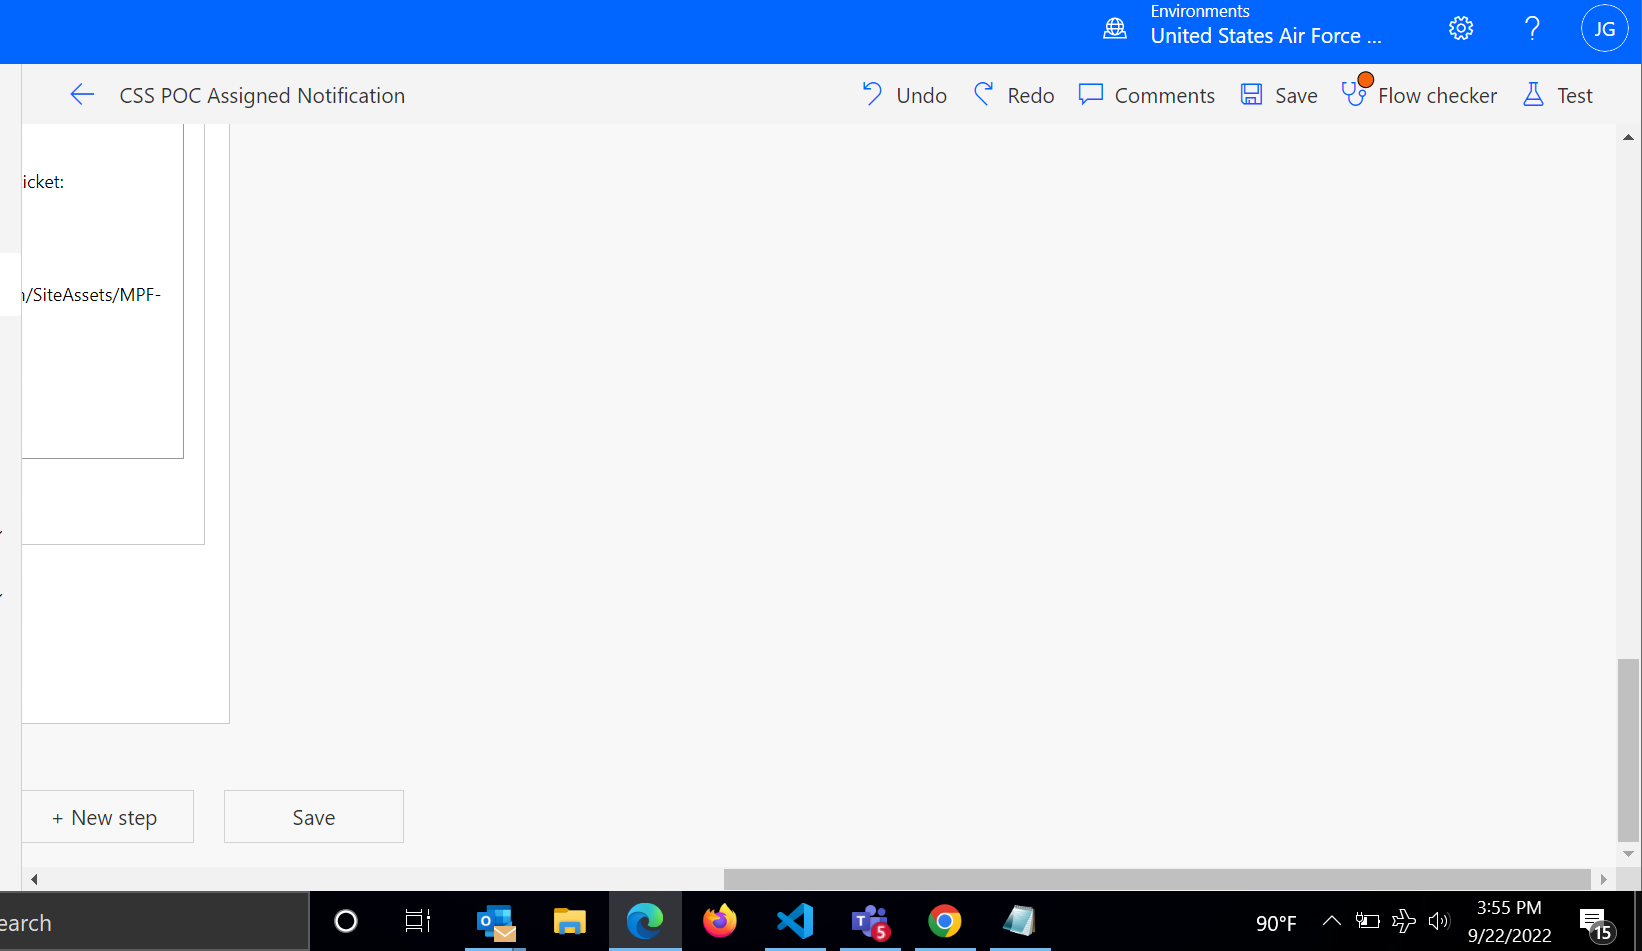 Environments
United States Air Force ...
JG
CSS POC Assigned Notification
Undo
Redo
Comments
Save
Flow checker
Test
icket:
/SiteAssets/MPF-
+ New step
Save
earch
5
90°F
3:55 PM
9/22/2022
15